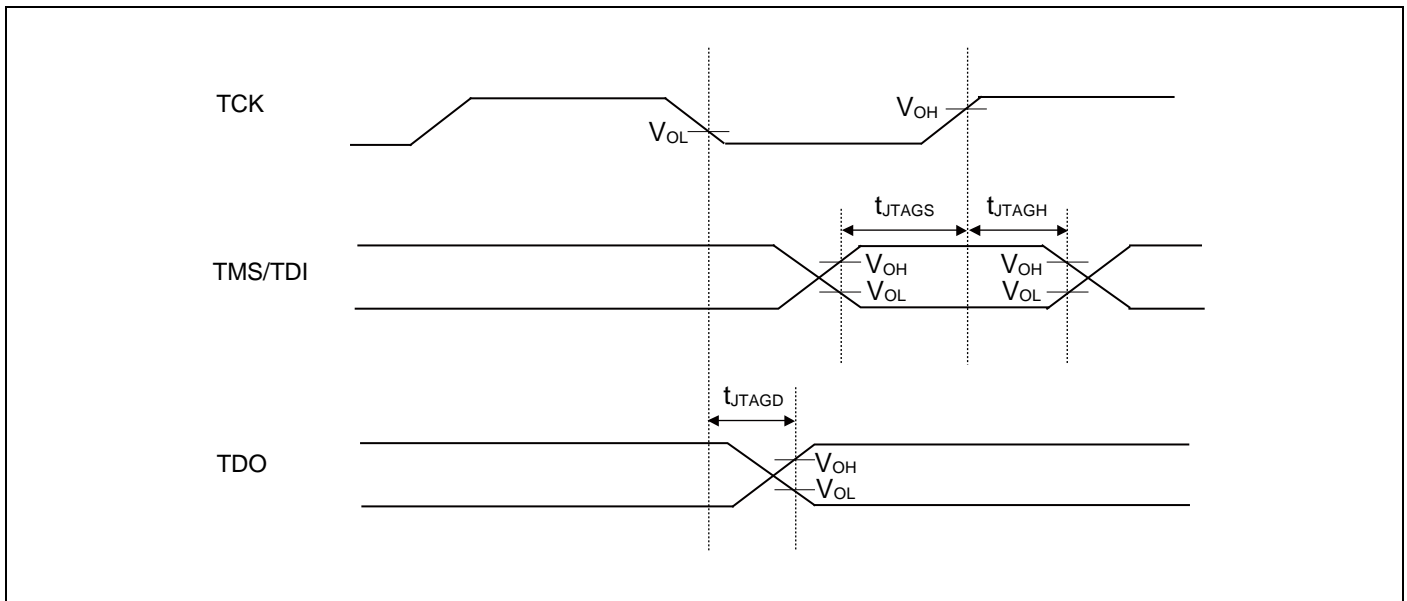 TCK
VOH
VOL
tJTAGS
tJTAGH
TMS/TDI
VOH
VOH
VOL
VOL
tJTAGD
TDO
VOH
VOL